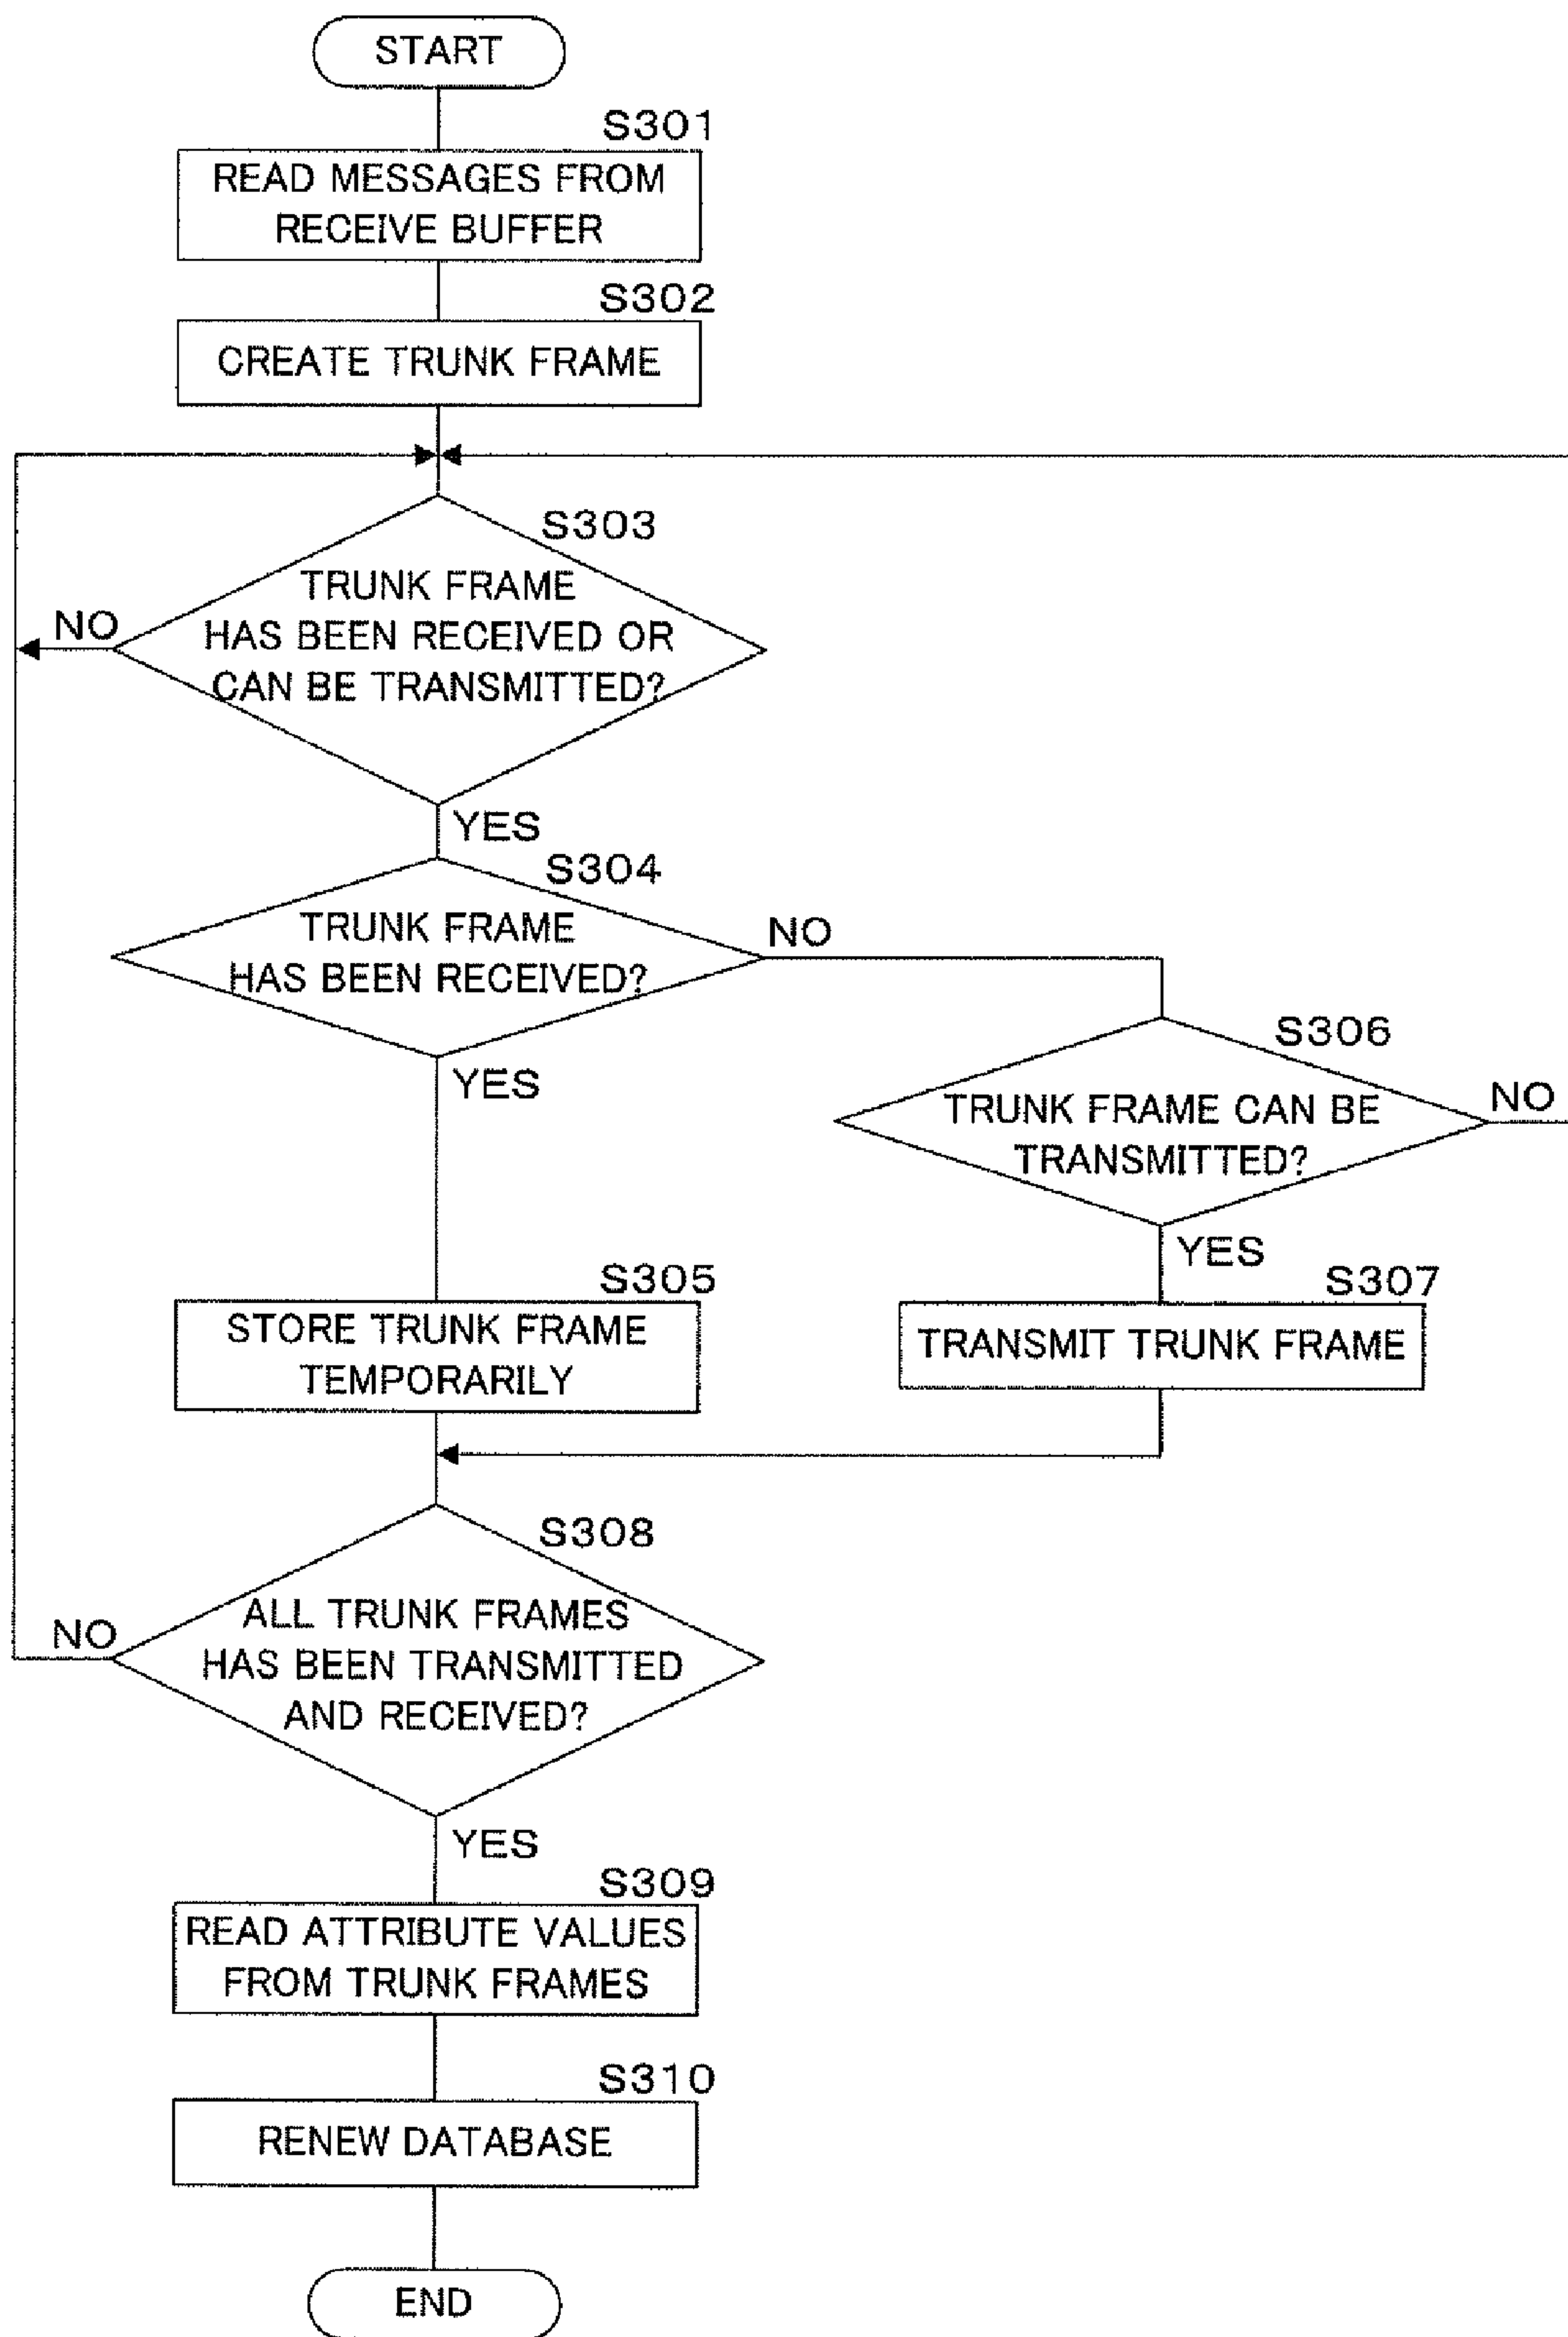 START
S301
READ MESSAGES FROM
RECEIVE BUFFER
S302
CREATE TRUNK FRAME
S303
TRUNK FRAME
HAS BEEN RECEIVED OR
CAN BE TRANSMITTED?
NO
YES
S304
TRUNK FRAME
HAS BEEN RECEIVED?
NO
YES
S306
TRUNK FRAME CAN BE
TRANSMITTED?
NO
YES
S305
STORE TRUNK FRAME
TEMPORARILY
S307
TRANSMIT TRUNK FRAME
S308
ALL TRUNK FRAMES
HAS BEEN TRANSMITTED
AND RECEIVED?
NO
YES
S309
READ ATTRIBUTE VALUES
FROM TRUNK FRAMES
S310
RENEW DATABASE
END